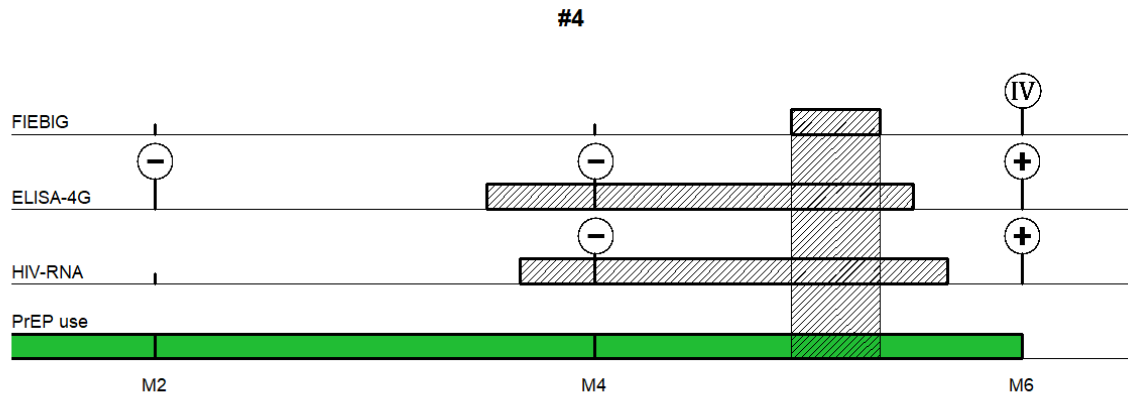 #4
IV
FIEBIG
− − +
ELISA-4G
− +
HIV-RNA
PrEP use
M2 M4 M6